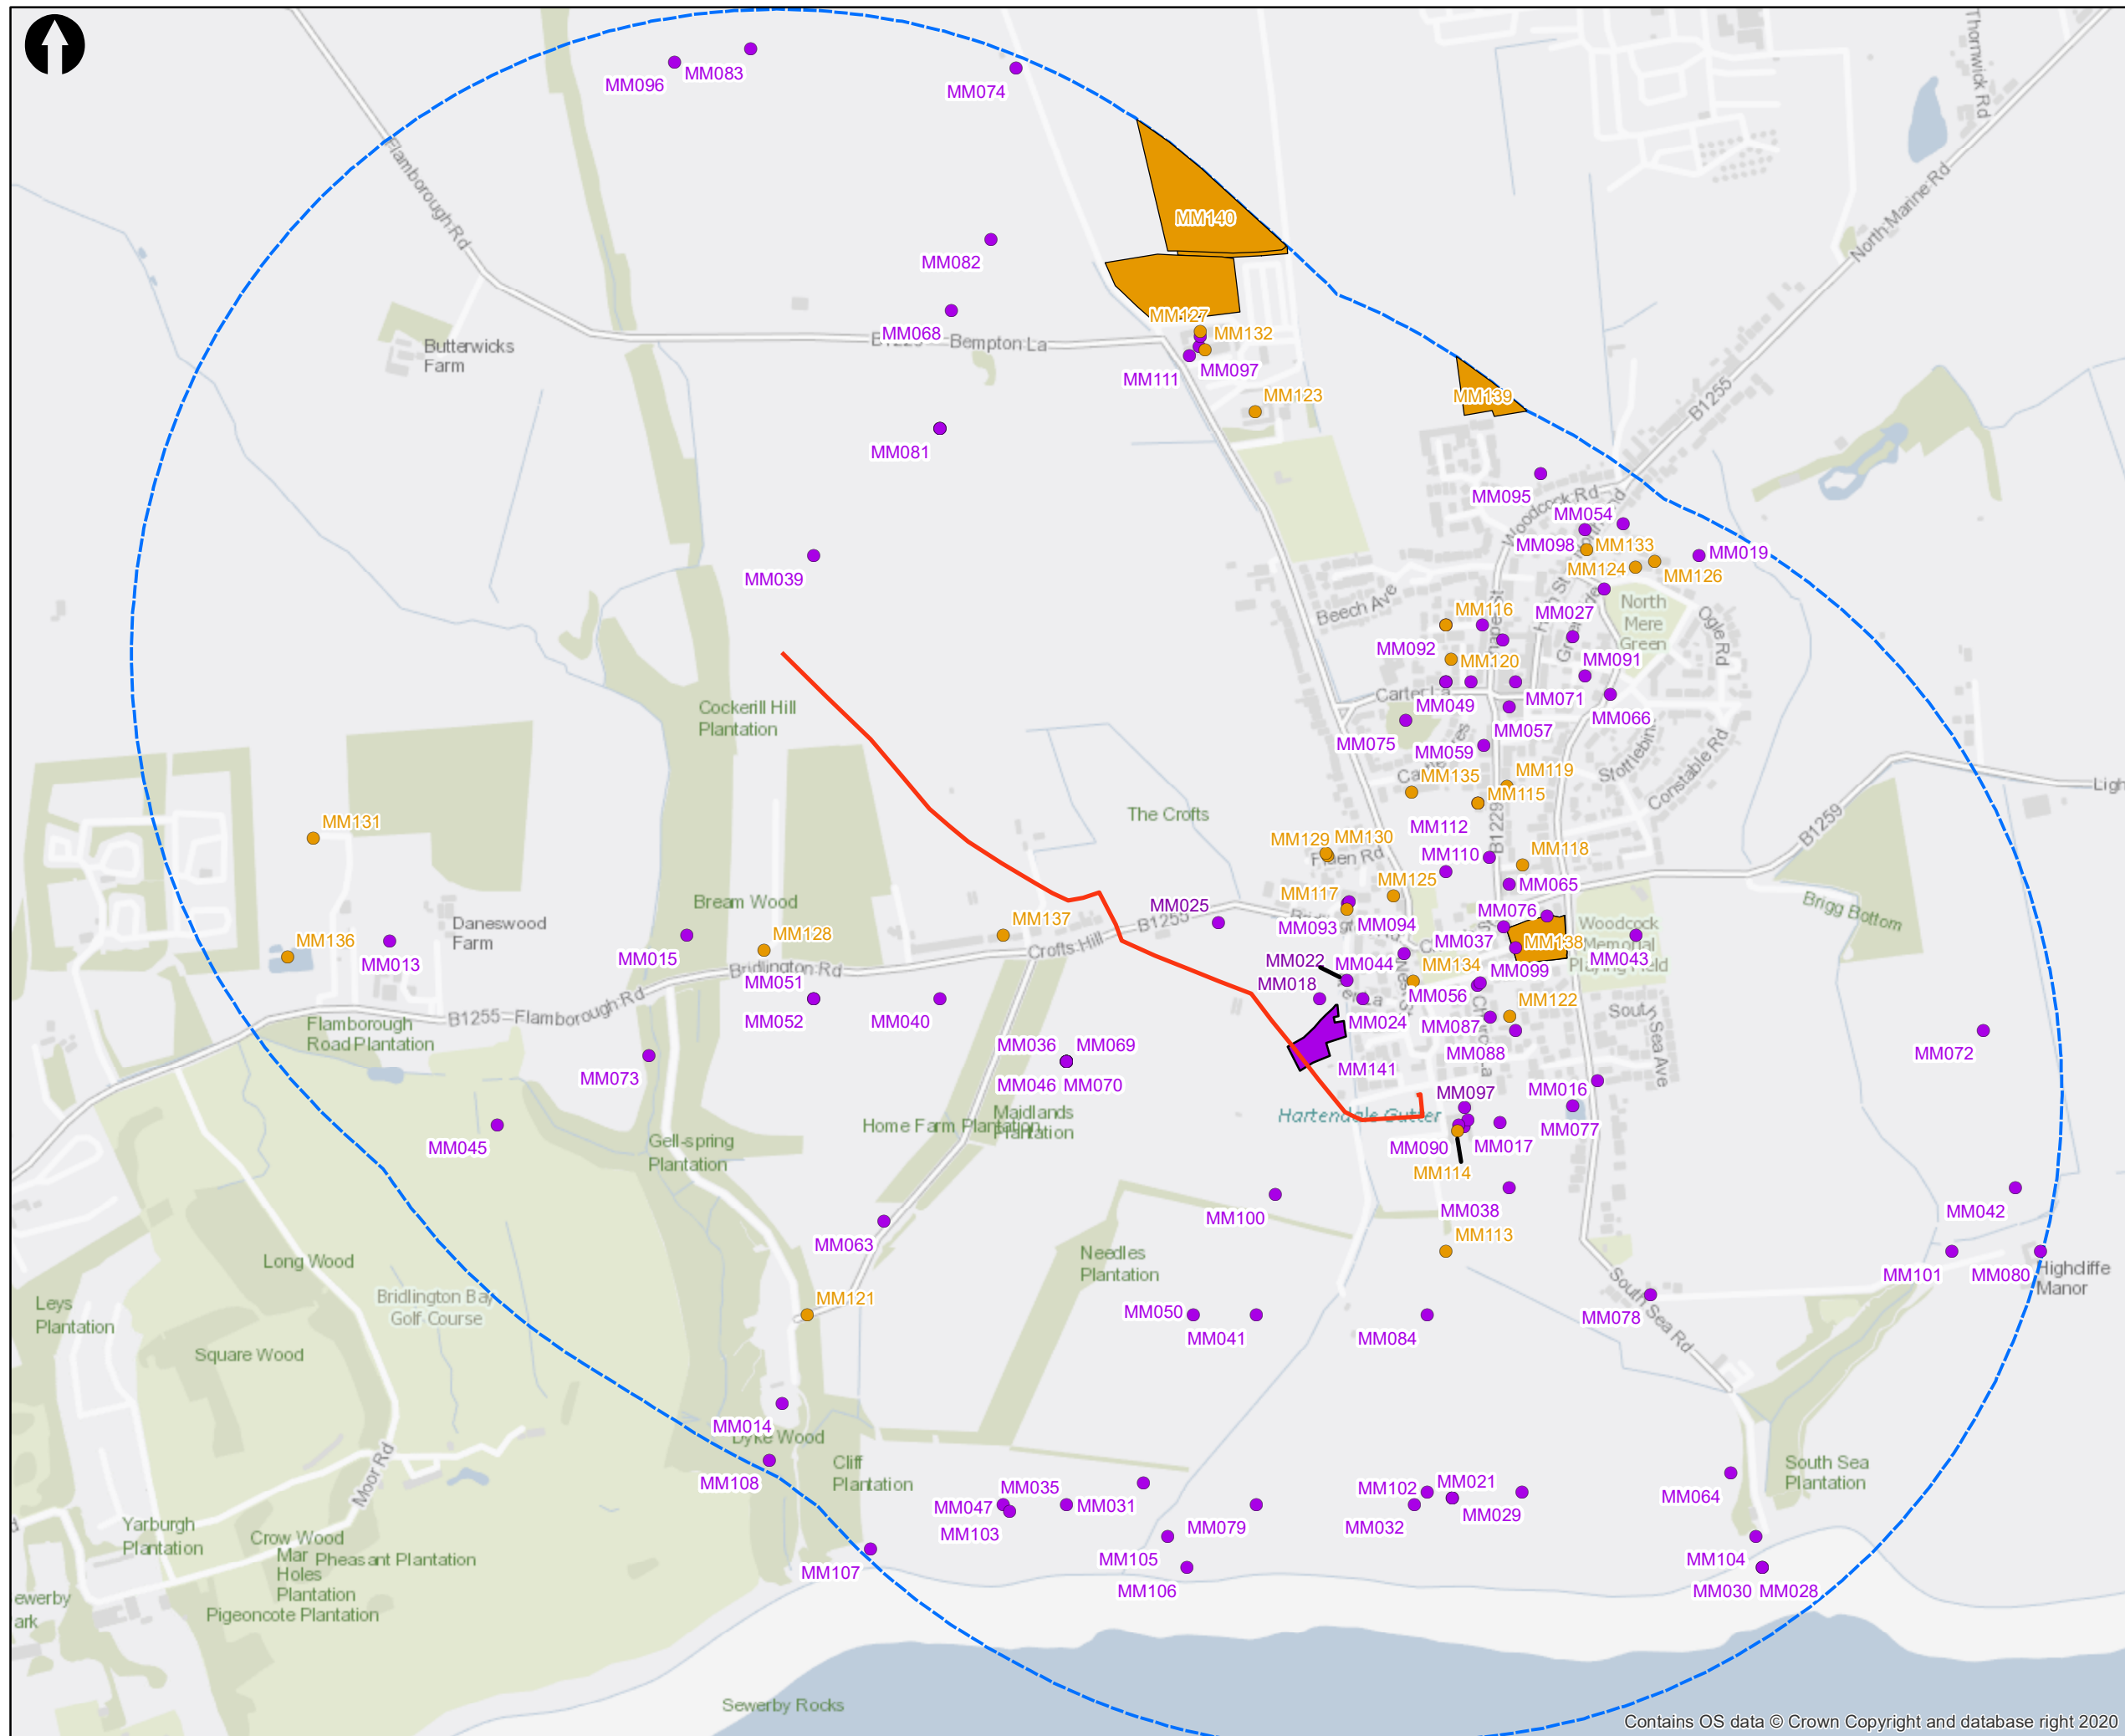 MM096
MM083
MM074
Thornwick Rd
Flamborough Rd
North Marine Rd
MM140
MM082
MM127
MM132
MM068
Bempton La
MM097
MM111
Butterwicks
Farm
MM123
MM139
B1255
MM081
MM095
Woodcock Rd
MM054
MM098
MM133
MM019
MM124
MM126
MM039
Beech Ave
MM116
MM027
North
Mere
Green
Ogle Rd
MM092
MM120
MM091
Cockerill Hill
Plantation
Carter La
MM049
MM071
MM066
MM075
MM057
MM059
MM135
MM119
MM115
Constable Rd
Ligh
The Crofts
MM131
MM112
B1229
B1259
MM129
MM130
MM110
MM118
MM125
MM065
MM117
Bream Wood
MM025
MM137
B1255
Crofts Hill
MM093
MM094
MM076
MM037
MM138
Woodcock
Memorial
Playing Field
Brigg Bottom
Daneswood
Farm
MM136
MM013
MM015
MM128
Bridlington Rd
MM022
MM044
MM134
MM099
MM043
MM018
MM051
MM052
MM040
MM056
MM122
MM024
MM087
South Sea Ave
B1255
Flamborough Rd
Flamborough
Road Plantation
MM036
MM069
MM046
MM070
MM088
MM072
MM073
MM141
MM016
MM097
Hartendale Gutter
Maidlands
Plantation
Home Farm Plantation
MM077
MM045
Gell-spring
Plantation
MM090
MM017
MM114
MM100
MM038
MM042
MM063
MM113
Needles
Plantation
Long Wood
MM101
MM080
Highcliffe
Manor
Bridlington Bay
Golf Course
Leys
Plantation
MM121
MM050
MM041
MM084
MM078
South Sea Rd
Square Wood
MM014
Dyke Wood
MM108
Cliff
Plantation
South Sea
Plantation
Moor Rd
MM035
MM047
MM031
MM103
MM079
MM102
MM021
MM032
MM029
MM064
Yarburgh
Plantation
Crow Wood
Mar
Holes
Plantation
Pheasant Plantation
MM107
MM105
MM106
MM104
MM030
MM028
ewerby
ark
Pigeoncote Plantation
Sewerby Rocks
Contains OS data © Crown Copyright and database right 2020